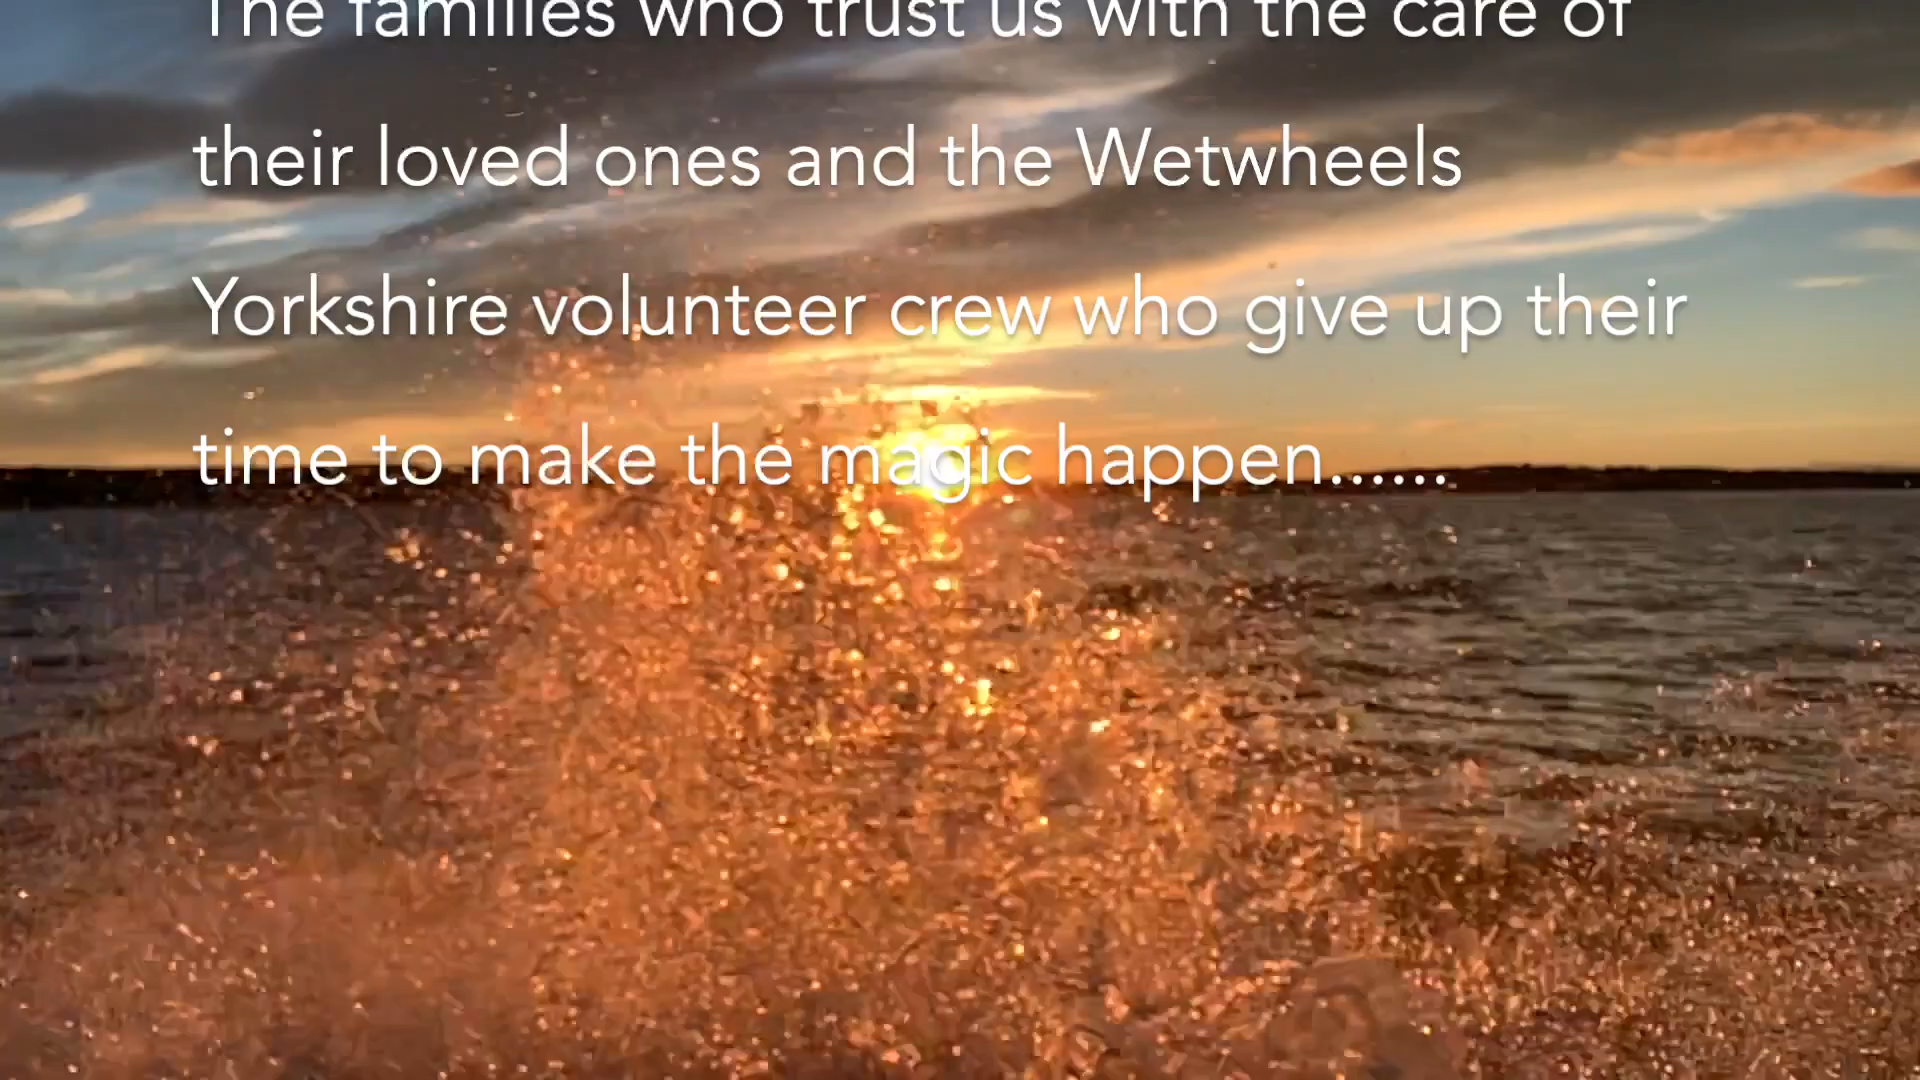 The families who trust us with the care of
their loved ones and the Wetwheels
Yorkshire volunteer crew who give up their
time to make the magic happen......